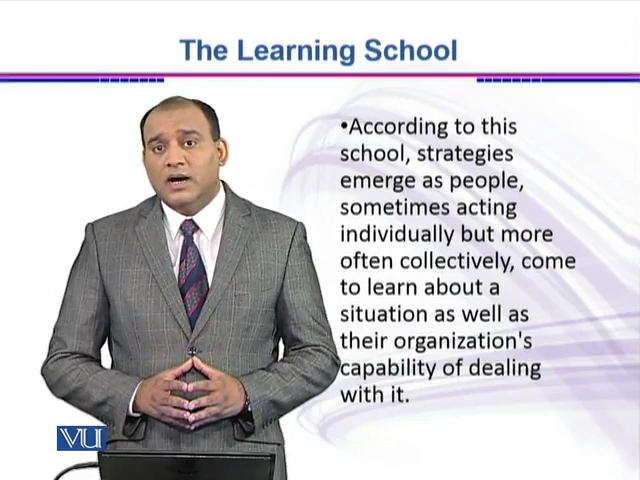 The Learning School
•According to this
school, strategies
emerge as people,
sometimes acting
individually but more
often collectively, come
to learn about a
situation as well as
their organization's
capability of dealing
with it.
VU